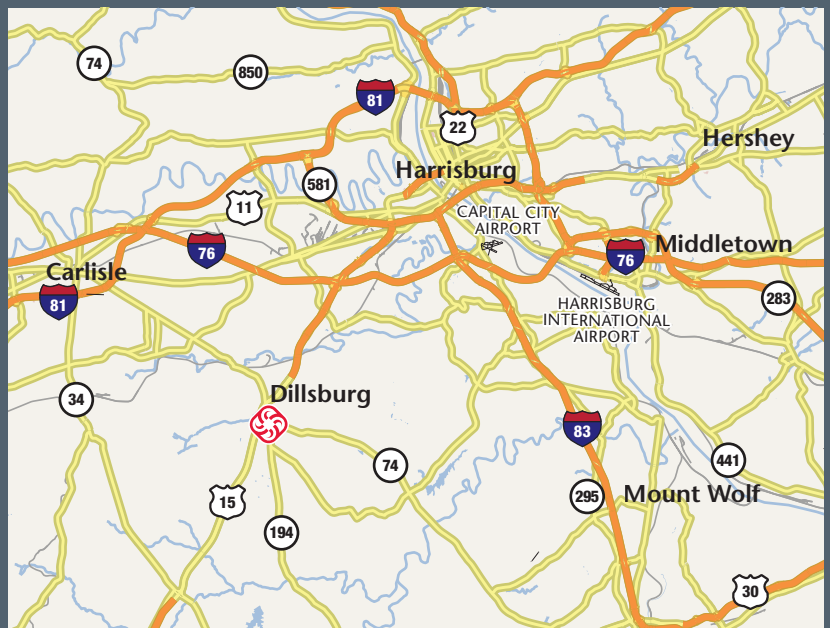 74
850
81
22
Hershey
Harrisburg
581
11
CAPITAL CITY
AIRPORT
76
Middletown
76
Carlisle
81
283
HARRISBURG
INTERNATIONAL
AIRPORT
34
Dillsburg
83
74
441
295
Mount Wolf
15
194
30